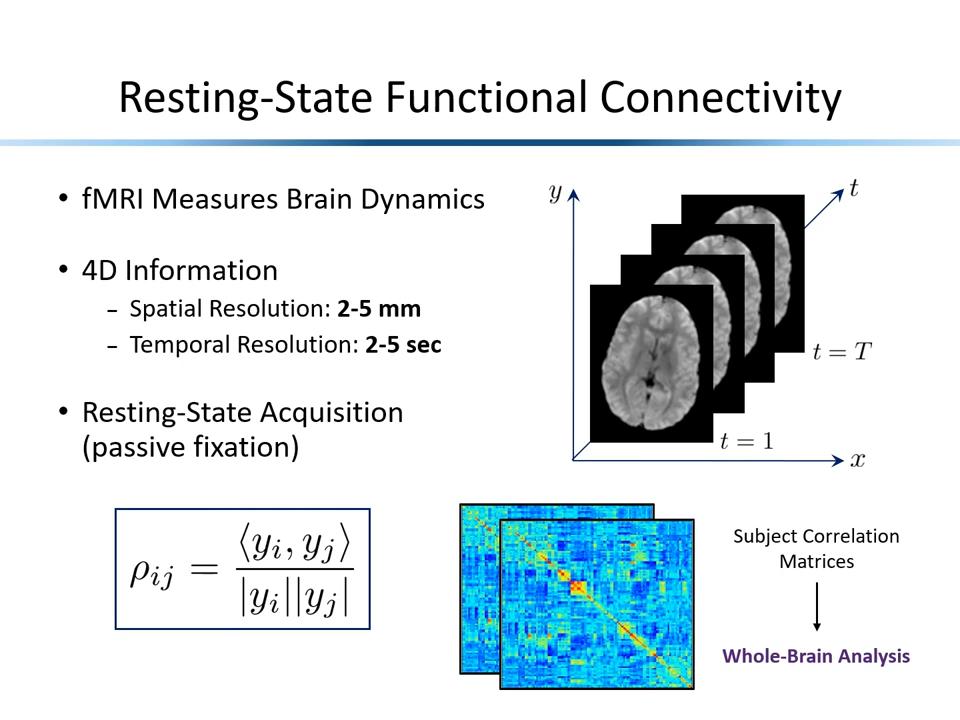 Resting-State Functional Connectivity
• fMRI Measures Brain Dynamics
• 4D Information
– Spatial Resolution: 2-5 mm
– Temporal Resolution: 2-5 sec
• Resting-State Acquisition
(passive fixation)
y
t
t = T
t = 1
x
ρij = ⟨yi, yj⟩ / |yi||yj|
Subject Correlation
Matrices
Whole-Brain Analysis